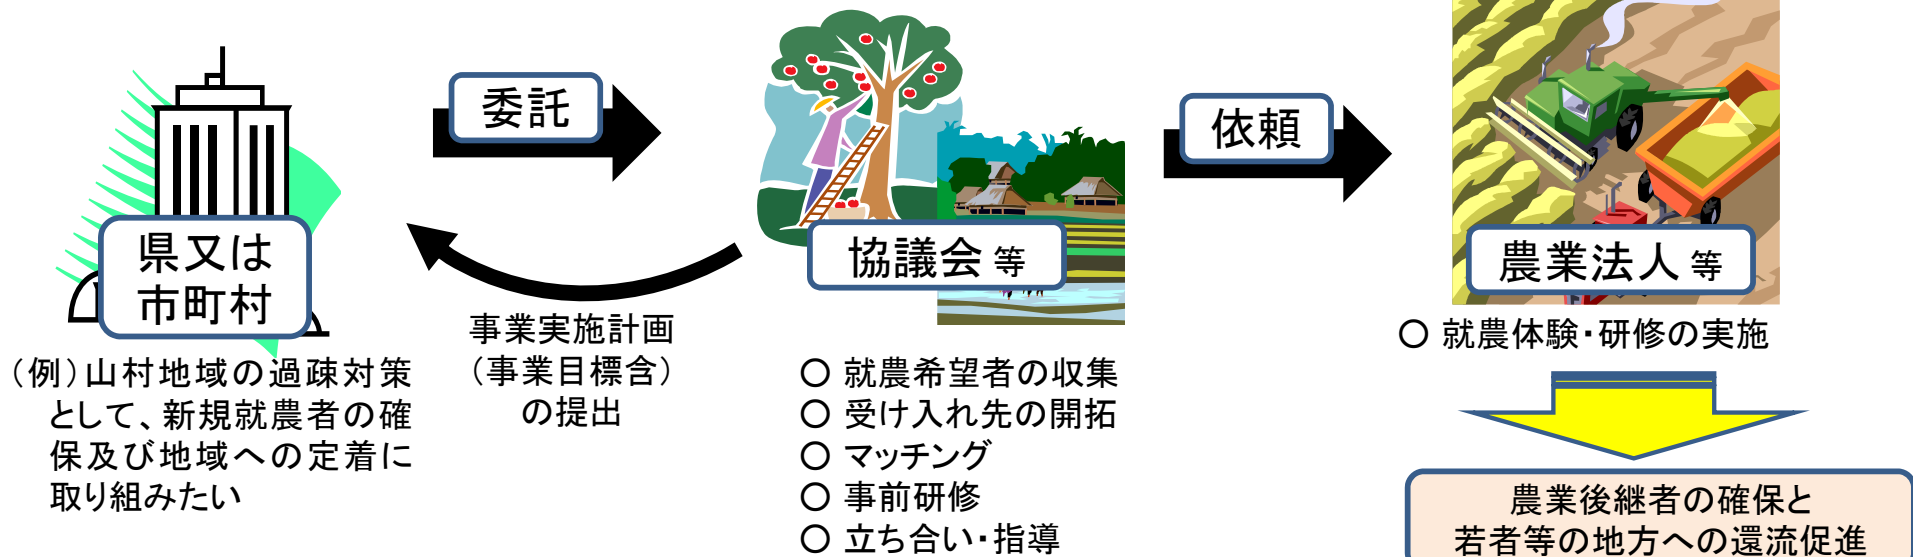 委託
依頼
県又は
市町村
協議会 等
農業法人 等
(例)山村地域の過疎対策
として、新規就農者の確
保及び地域への定着に
取り組みたい
事業実施計画
(事業目標含)
の提出
○ 就農希望者の収集
○ 受け入れ先の開拓
○ マッチング
○ 事前研修
○ 立ち合い・指導
○ 就農体験・研修の実施
農業後継者の確保と
若者等の地方への還流促進